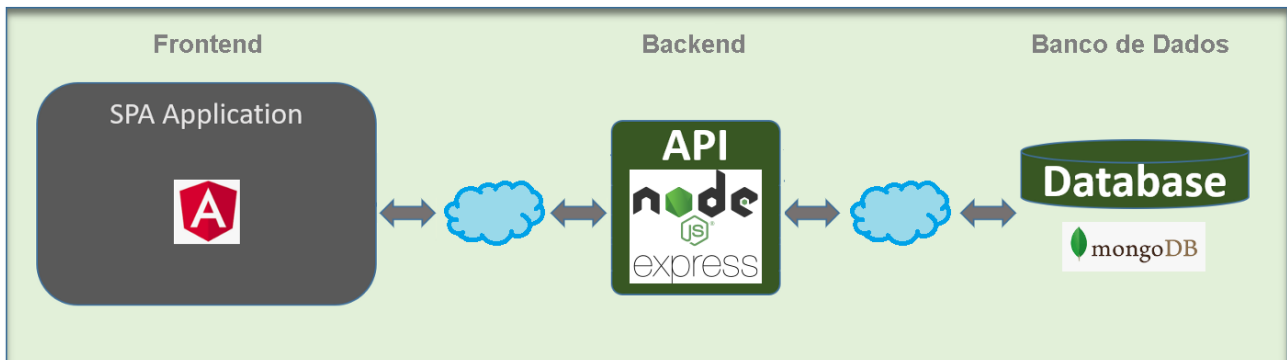 Frontend
Backend
Banco de Dados
SPA Application
A
API
node
JS
express
Database
mongoDB